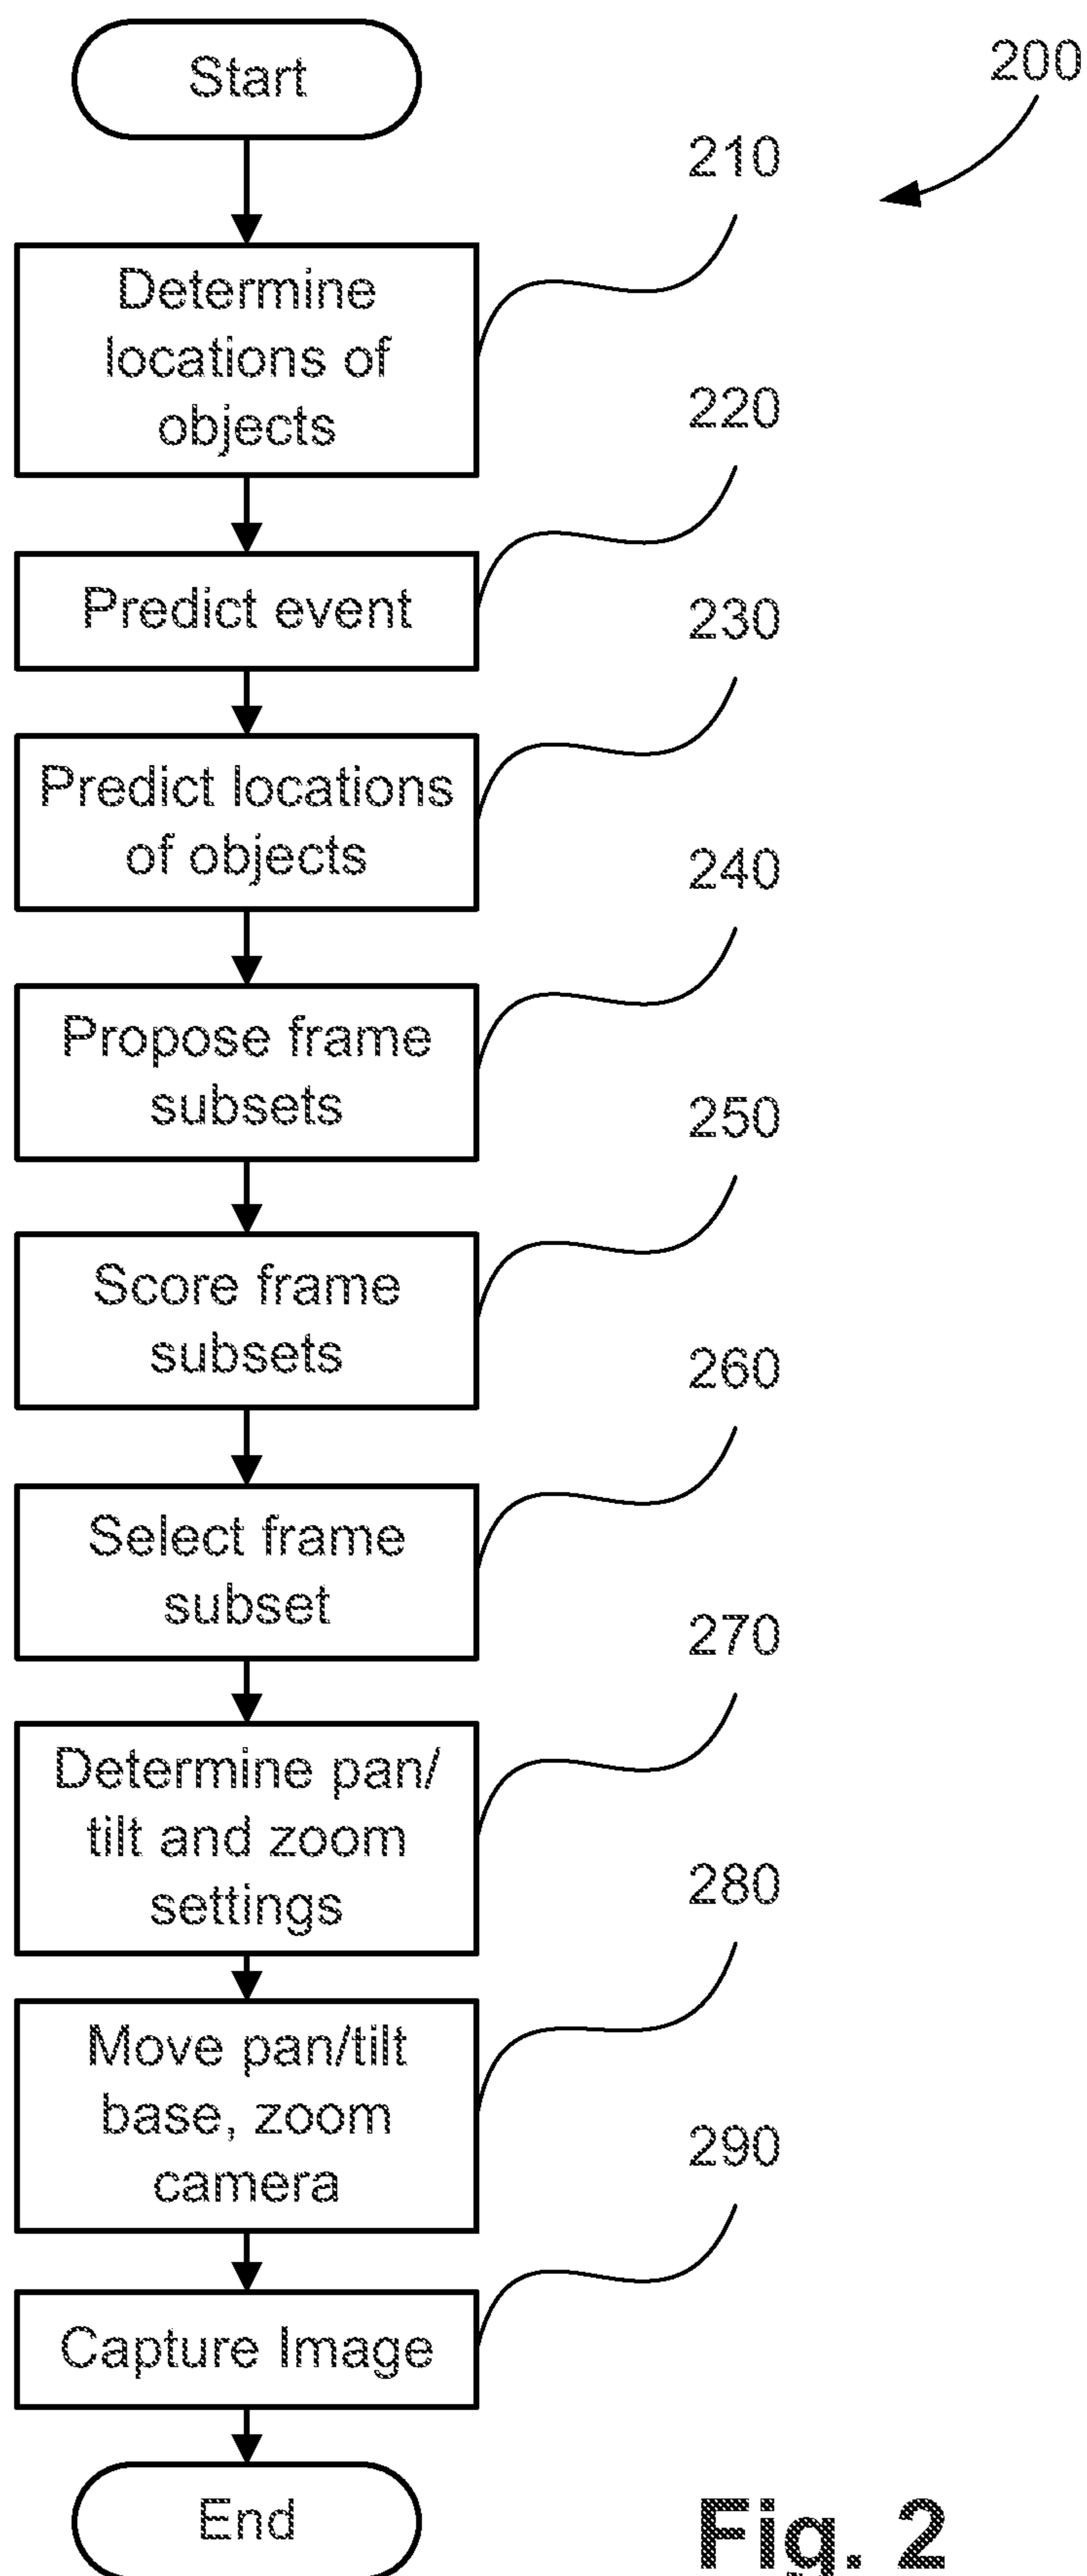 Start
200
210
Determine
locations of
objects
220
Predict event
230
Predict locations
of objects
240
Propose frame
subsets
250
Score frame
subsets
260
Select frame
subset
270
Determine pan/
tilt and zoom
settings
280
Move pan/tilt
base, zoom
camera
290
Capture Image
End
Fig. 2